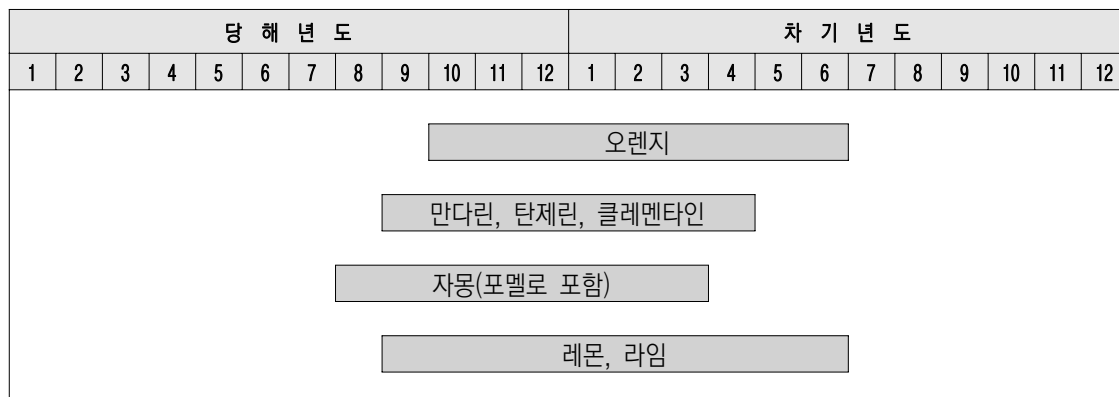 당 해 년 도 차 기 년 도
1 2 3 4 5 6 7 8 9 10 11 12 1 2 3 4 5 6 7 8 9 10 11 12
오렌지
만다린, 탄제린, 클레멘타인
자몽(포멜로 포함)
레몬, 라임